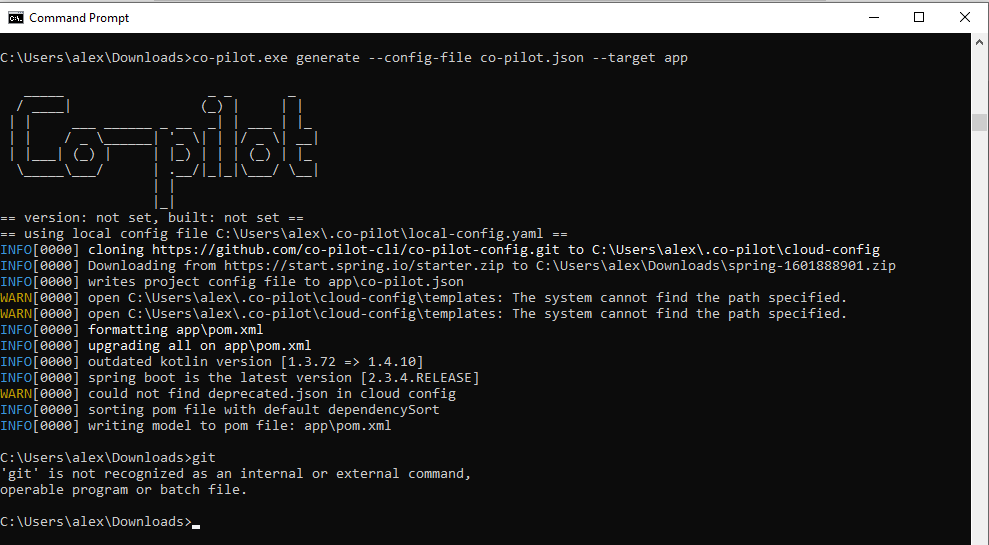 Command Prompt
C:\Users\alex\Downloads>co-pilot.exe generate --config-file co-pilot.json --target app
Co-pilot
== version: not set, built: not set ==
== using local config file C:\Users\alex\.co-pilot\local-config.yaml ==
INFO[0000] cloning https://github.com/co-pilot-cli/co-pilot-config.git to C:\Users\alex\.co-pilot\cloud-config
INFO[0000] Downloading from https://start.spring.io/starter.zip to C:\Users\alex\Downloads\spring-1601888901.zip
INFO[0000] writes project config file to app\co-pilot.json
WARN[0000] open C:\Users\alex\.co-pilot\cloud-config\templates: The system cannot find the path specified.
WARN[0000] open C:\Users\alex\.co-pilot\cloud-config\templates: The system cannot find the path specified.
INFO[0000] formatting app\pom.xml
INFO[0000] upgrading all on app\pom.xml
INFO[0000] outdated kotlin version [1.3.72 => 1.4.10]
INFO[0000] spring boot is the latest version [2.3.4.RELEASE]
WARN[0000] could not find deprecated.json in cloud config
INFO[0000] sorting pom file with default dependencySort
INFO[0000] writing model to pom file: app\pom.xml
C:\Users\alex\Downloads>git
'git' is not recognized as an internal or external command,
operable program or batch file.
C:\Users\alex\Downloads>